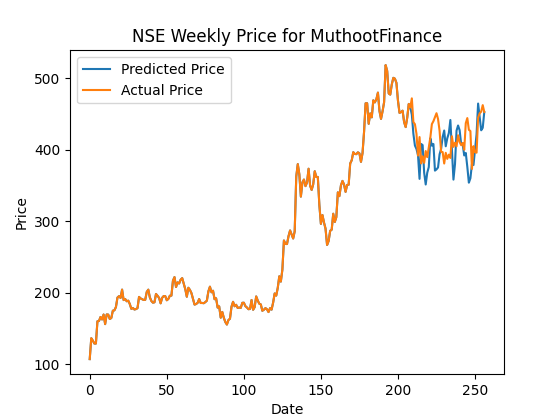 NSE Weekly Price for MuthootFinance
Predicted Price
Actual Price
500
400
300
200
100
Price
0 50 100 150 200 250
Date